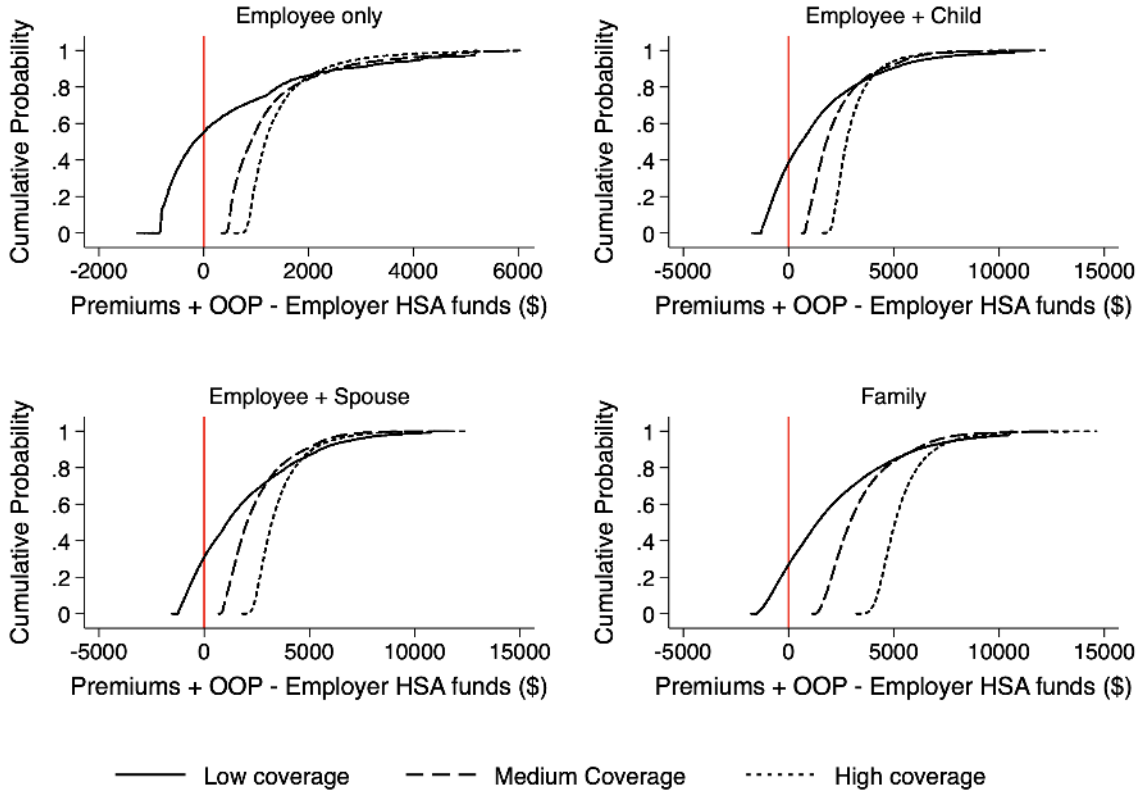 Employee only
Cumulative Probability
1
.8
.6
.4
.2
0
-2000 0 2000 4000 6000
Premiums + OOP - Employer HSA funds ($)
Employee + Child
Cumulative Probability
1
.8
.6
.4
.2
0
-5000 0 5000 10000 15000
Premiums + OOP - Employer HSA funds ($)
Employee + Spouse
Cumulative Probability
1
.8
.6
.4
.2
0
-5000 0 5000 10000 15000
Premiums + OOP - Employer HSA funds ($)
Family
Cumulative Probability
1
.8
.6
.4
.2
0
-5000 0 5000 10000 15000
Premiums + OOP - Employer HSA funds ($)
Low coverage Medium Coverage High coverage